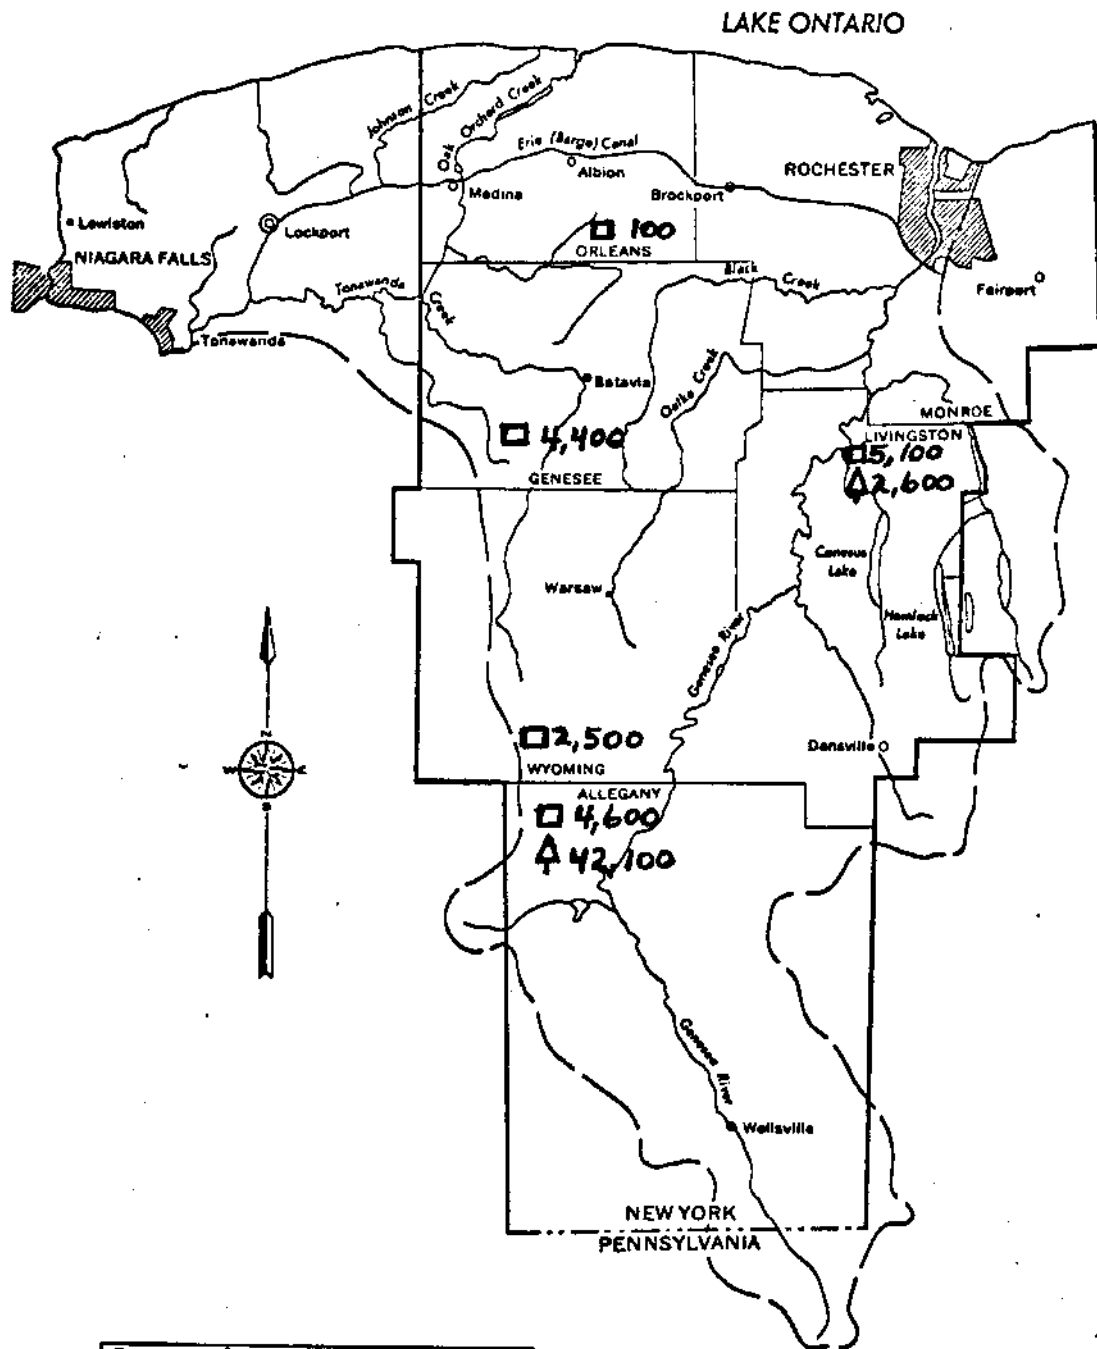 LAKE ONTARIO
Johnson Creek
Oak Orchard Creek
Erie (Barge) Canal
Albion
Medina
Brockport
ROCHESTER
Lewiston
Lockport
100
ORLEANS
NIAGARA FALLS
Tonawanda
Creek
Black Creek
Fairport
Tonawanda
Batavia
Oatka Creek
MONROE
LIVINGSTON
4,400
5,100
2,600
GENESEE
Conesus
Lake
Warsaw
Hemlock
Lake
Genesee River
N
W E
S
2,500
Dansville
WYOMING
ALLEGANY
4,600
42,100
Genesee River
Wellsville
NEW YORK
PENNSYLVANIA